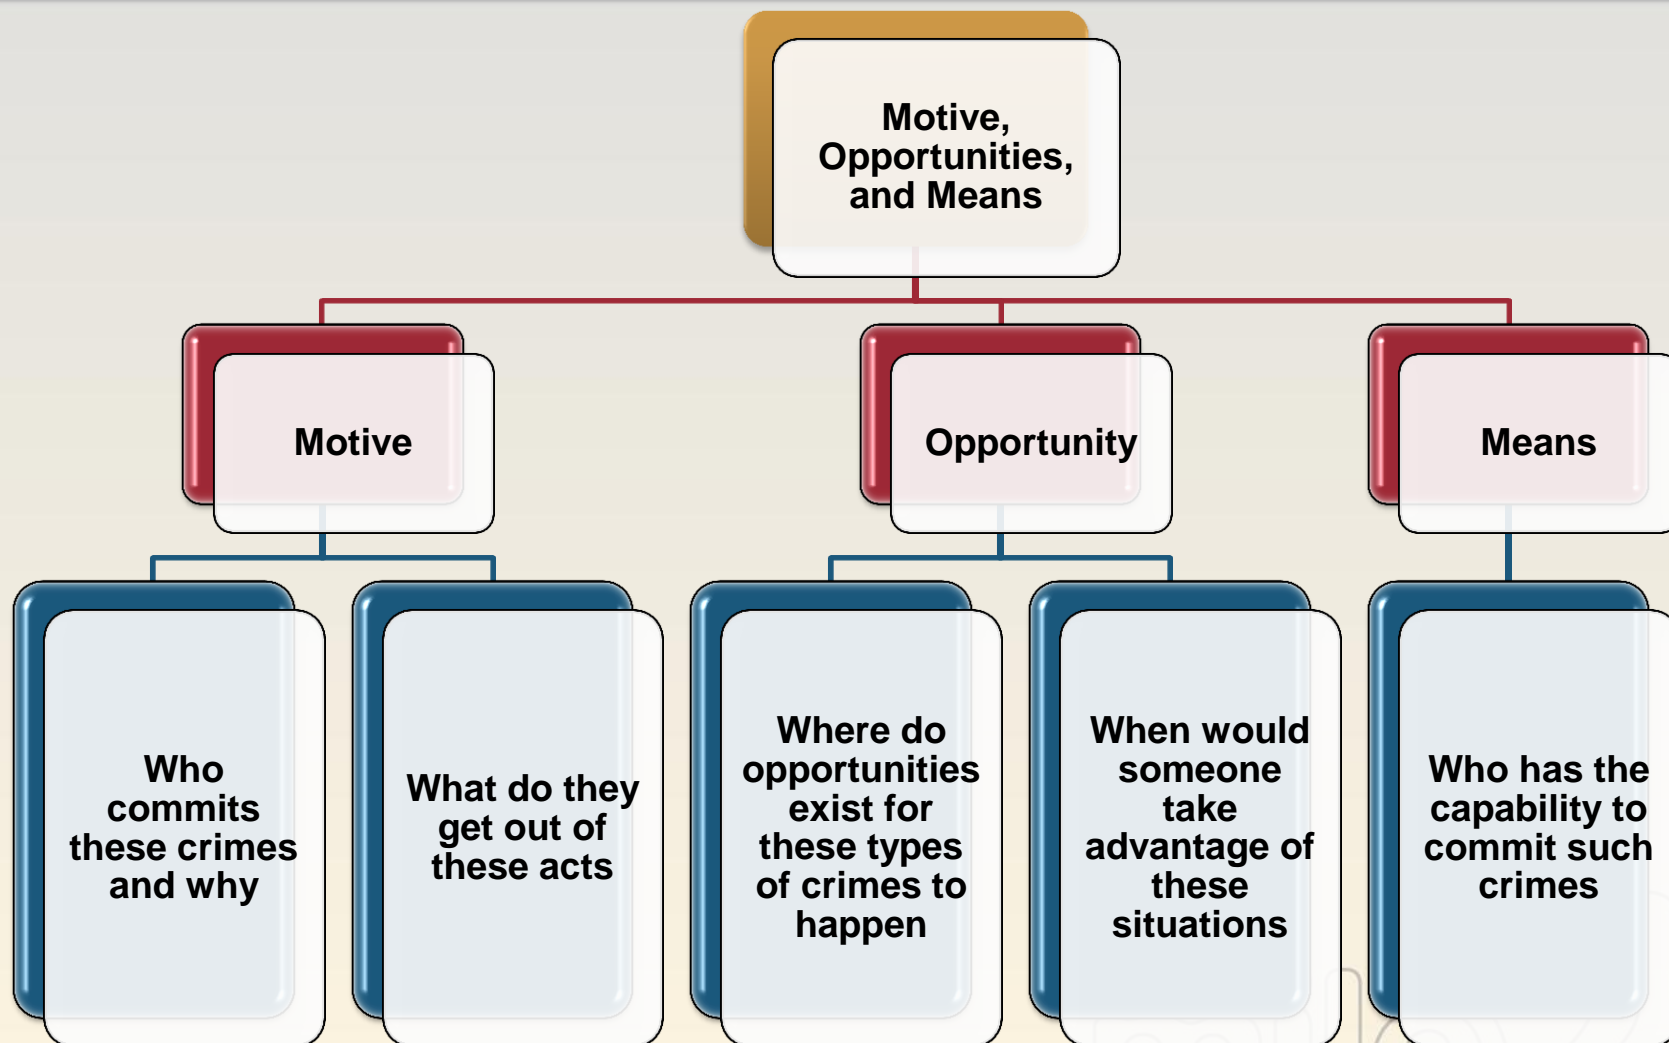 Motive,
Opportunities,
and Means
Motive
Opportunity
Means
Who
commits
these crimes
and why
What do they
get out of
these acts
Where do
opportunities
exist for
these types
of crimes to
happen
When would
someone
take
advantage of
these
situations
Who has the
capability to
commit such
crimes